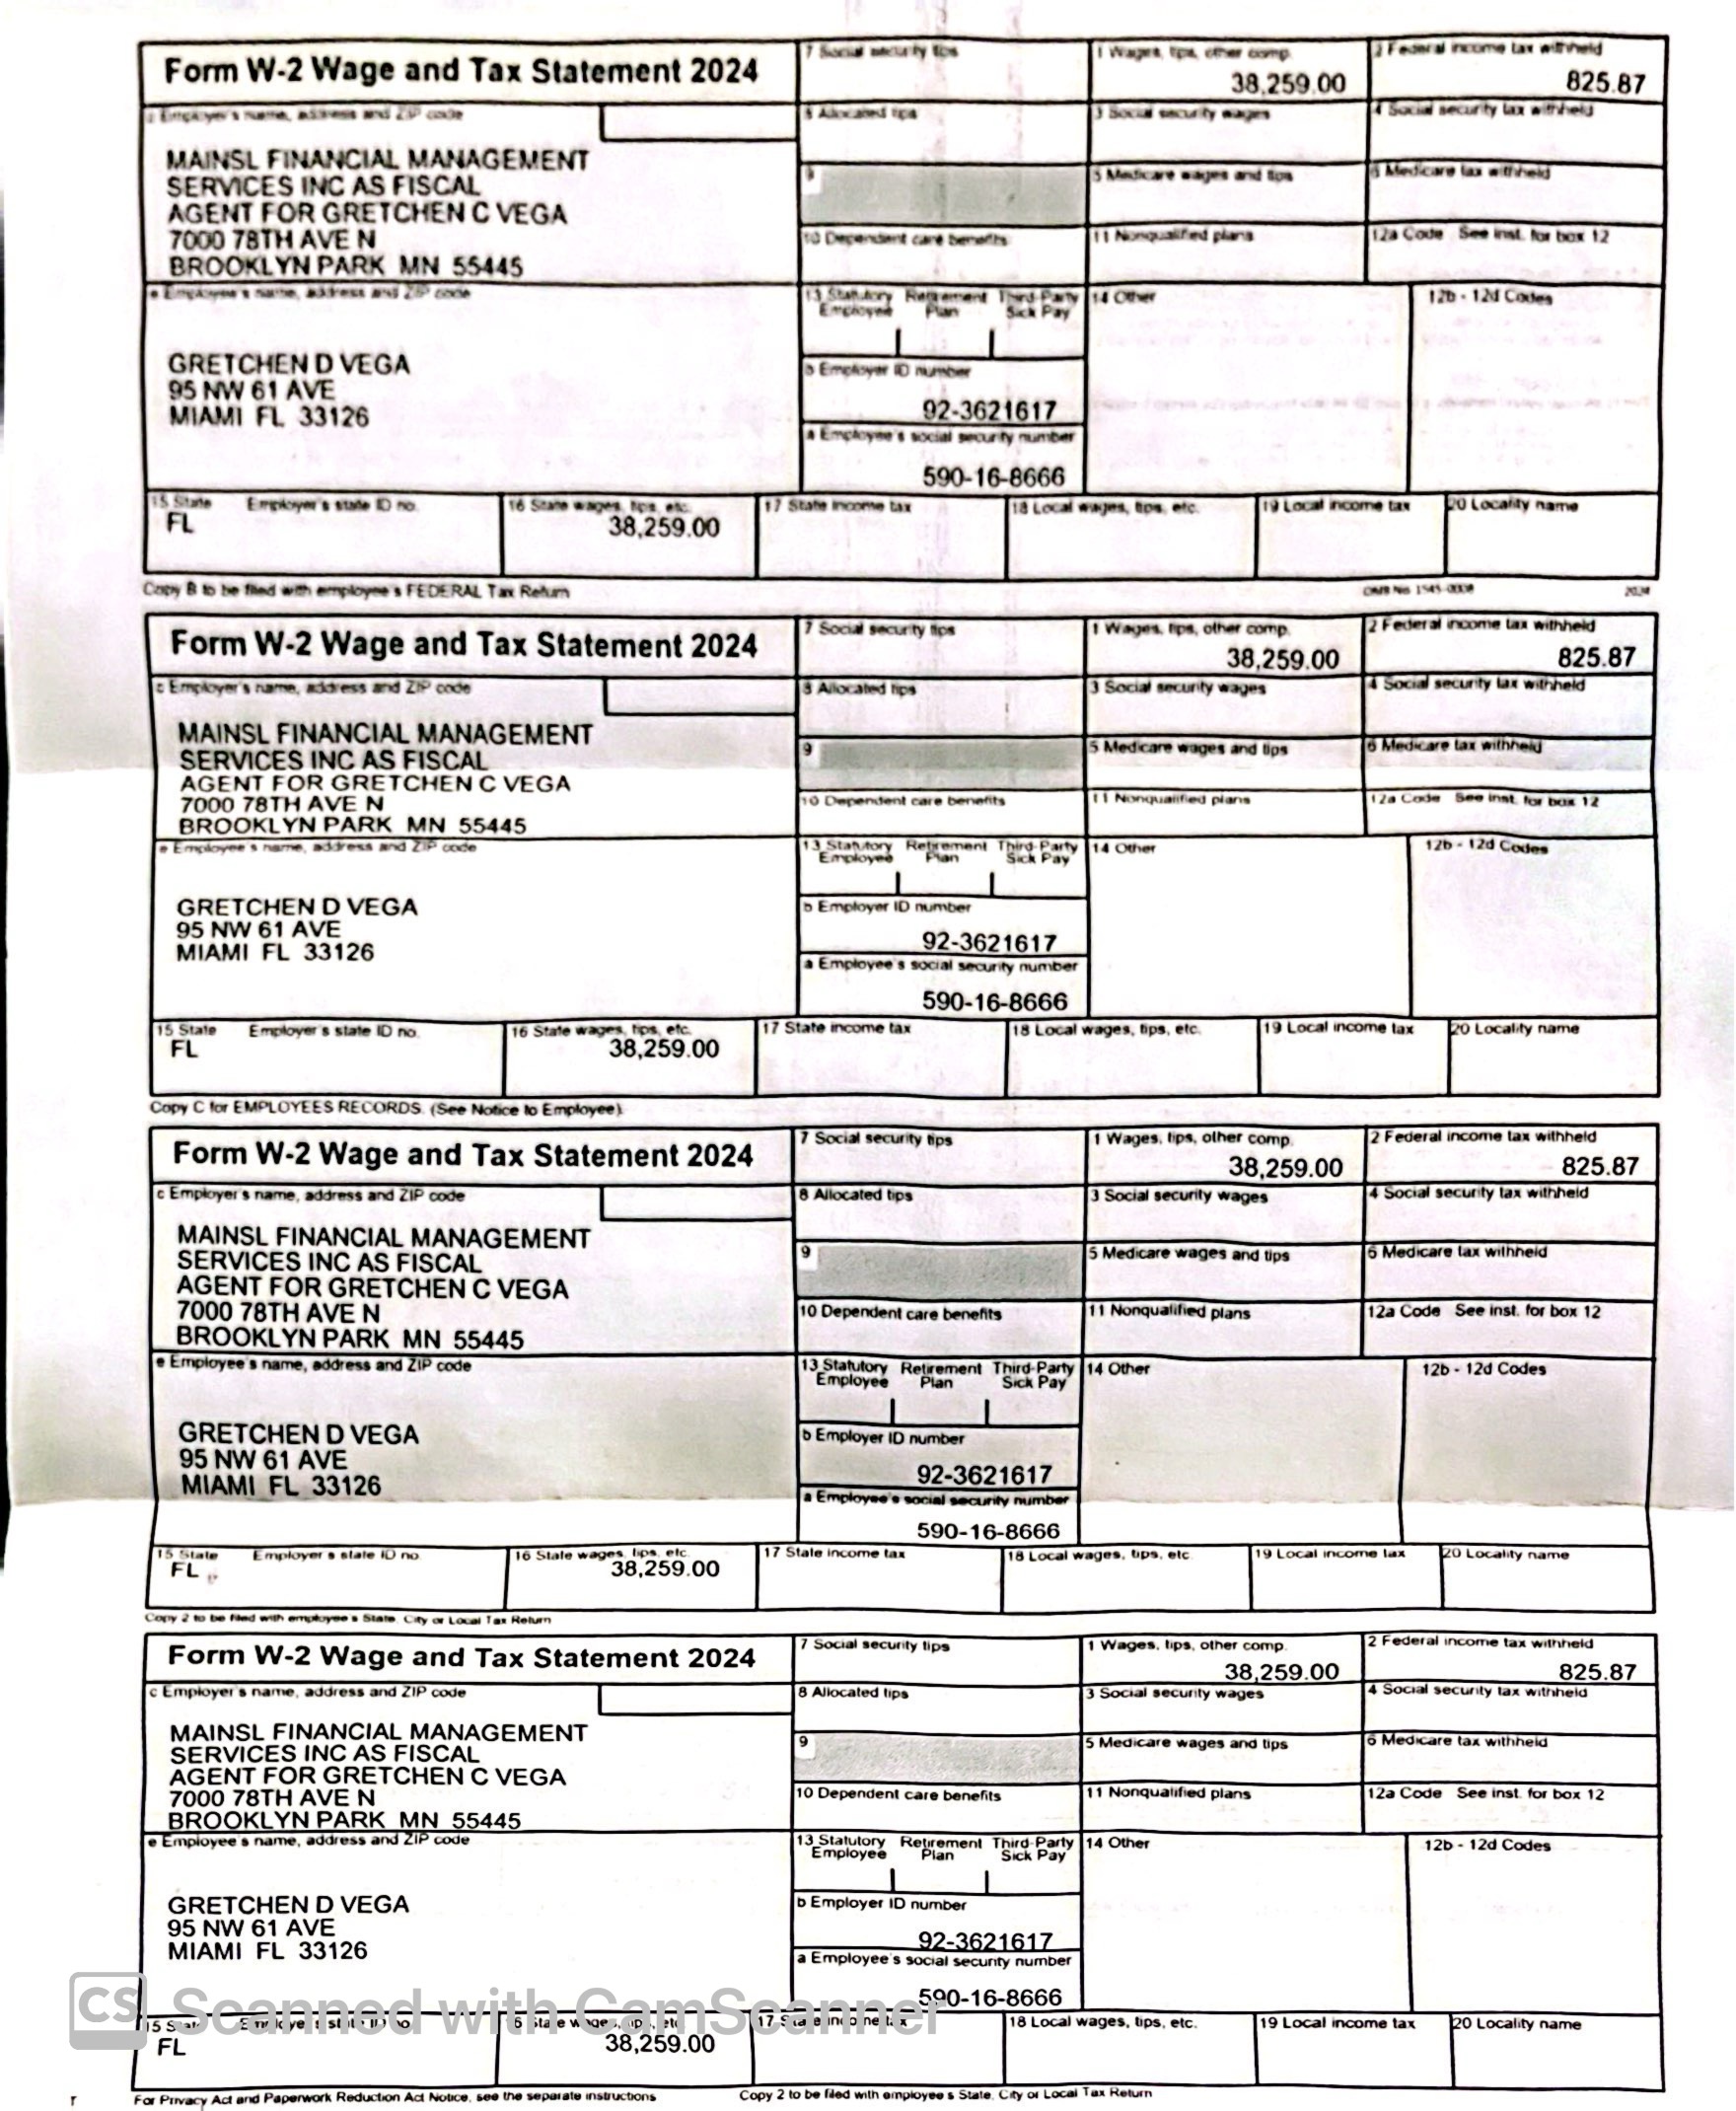 Form W-2 Wage and Tax Statement 2024
7 Social security tips
1 Wages, tips, other comp.
38,259.00
2 Federal income tax withheld
825.87
c Employer's name, address and ZIP code
8 Allocated tips
3 Social security wages
4 Social security tax withheld
MAINSL FINANCIAL MANAGEMENT
SERVICES INC AS FISCAL
AGENT FOR GRETCHEN C VEGA
7000 78TH AVE N
BROOKLYN PARK MN 55445
9
5 Medicare wages and tips
6 Medicare tax withheld
10 Dependent care benefits
11 Nonqualified plans
12a Code See inst. for box 12
e Employee's name, address and ZIP code
13 Statutory Employee
Retirement Plan
Third-Party Sick Pay
14 Other
12b - 12d Codes
GRETCHEN D VEGA
95 NW 61 AVE
MIAMI FL 33126
b Employer ID number
92-3621617
a Employee's social security number
590-16-8666
15 State
FL
Employer's state ID no.
16 State wages, tips, etc.
38,259.00
17 State income tax
18 Local wages, tips, etc.
19 Local income tax
20 Locality name
Copy B to be filed with employee's FEDERAL Tax Return
OMB No. 1545-0008
2024
Form W-2 Wage and Tax Statement 2024
7 Social security tips
1 Wages, tips, other comp.
38,259.00
2 Federal income tax withheld
825.87
c Employer's name, address and ZIP code
8 Allocated tips
3 Social security wages
4 Social security tax withheld
MAINSL FINANCIAL MANAGEMENT
SERVICES INC AS FISCAL
AGENT FOR GRETCHEN C VEGA
7000 78TH AVE N
BROOKLYN PARK MN 55445
9
5 Medicare wages and tips
6 Medicare tax withheld
10 Dependent care benefits
11 Nonqualified plans
12a Code See inst. for box 12
e Employee's name, address and ZIP code
13 Statutory Employee
Retirement Plan
Third-Party Sick Pay
14 Other
12b - 12d Codes
GRETCHEN D VEGA
95 NW 61 AVE
MIAMI FL 33126
b Employer ID number
92-3621617
a Employee's social security number
590-16-8666
15 State
FL
Employer's state ID no.
16 State wages, tips, etc.
38,259.00
17 State income tax
18 Local wages, tips, etc.
19 Local income tax
20 Locality name
Copy C for EMPLOYEES RECORDS. (See Notice to Employee)
Form W-2 Wage and Tax Statement 2024
7 Social security tips
1 Wages, tips, other comp.
38,259.00
2 Federal income tax withheld
825.87
c Employer's name, address and ZIP code
8 Allocated tips
3 Social security wages
4 Social security tax withheld
MAINSL FINANCIAL MANAGEMENT
SERVICES INC AS FISCAL
AGENT FOR GRETCHEN C VEGA
7000 78TH AVE N
BROOKLYN PARK MN 55445
9
5 Medicare wages and tips
6 Medicare tax withheld
10 Dependent care benefits
11 Nonqualified plans
12a Code See inst. for box 12
e Employee's name, address and ZIP code
13 Statutory Employee
Retirement Plan
Third-Party Sick Pay
14 Other
12b - 12d Codes
GRETCHEN D VEGA
95 NW 61 AVE
MIAMI FL 33126
b Employer ID number
92-3621617
a Employee's social security number
590-16-8666
15 State
FL
Employer's state ID no.
16 State wages, tips, etc.
38,259.00
17 State income tax
18 Local wages, tips, etc.
19 Local income tax
20 Locality name
Copy 2 to be filed with employee's State, City or Local Tax Return
Form W-2 Wage and Tax Statement 2024
7 Social security tips
1 Wages, tips, other comp.
38,259.00
2 Federal income tax withheld
825.87
c Employer's name, address and ZIP code
8 Allocated tips
3 Social security wages
4 Social security tax withheld
MAINSL FINANCIAL MANAGEMENT
SERVICES INC AS FISCAL
AGENT FOR GRETCHEN C VEGA
7000 78TH AVE N
BROOKLYN PARK MN 55445
9
5 Medicare wages and tips
6 Medicare tax withheld
10 Dependent care benefits
11 Nonqualified plans
12a Code See inst. for box 12
e Employee's name, address and ZIP code
13 Statutory Employee
Retirement Plan
Third-Party Sick Pay
14 Other
12b - 12d Codes
GRETCHEN D VEGA
95 NW 61 AVE
MIAMI FL 33126
b Employer ID number
92-3621617
a Employee's social security number
590-16-8666
CS Scanned with CamScanner
15 State
FL
Employer's state ID no.
16 State wages, tips, etc.
38,259.00
17 State income tax
18 Local wages, tips, etc.
19 Local income tax
20 Locality name
For Privacy Act and Paperwork Reduction Act Notice, see the separate instructions
Copy 2 to be filed with employee's State, City or Local Tax Return